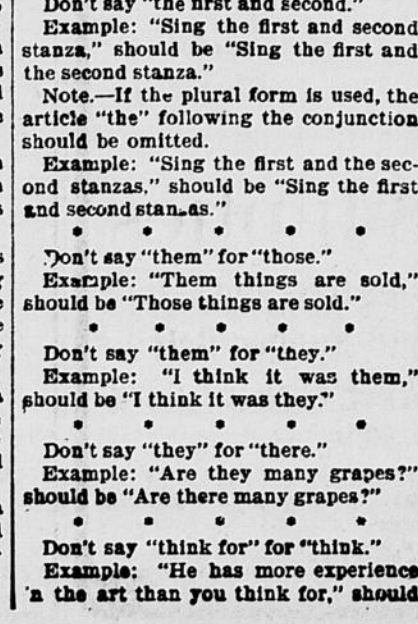 Don't say "the first and second."
Example: "Sing the first and second
stanza," should be "Sing the first and
the second stanza."
Note.—If the plural form is used, the
article "the" following the conjunction
should be omitted.
Example: "Sing the first and the sec-
ond stanzas," should be "Sing the first
and second stanzas."
* * * * *
Don't say "them" for "those."
Example: "Them things are sold,"
should be "Those things are sold."
* * * * *
Don't say "them" for "they."
Example: "I think it was them,"
should be "I think it was they."
* * * * *
Don't say "they" for "there."
Example: "Are they many grapes?"
should be "Are there many grapes?"
* * * * *
Don't say "think for" for "think."
Example: "He has more experience
in the art than you think for," should